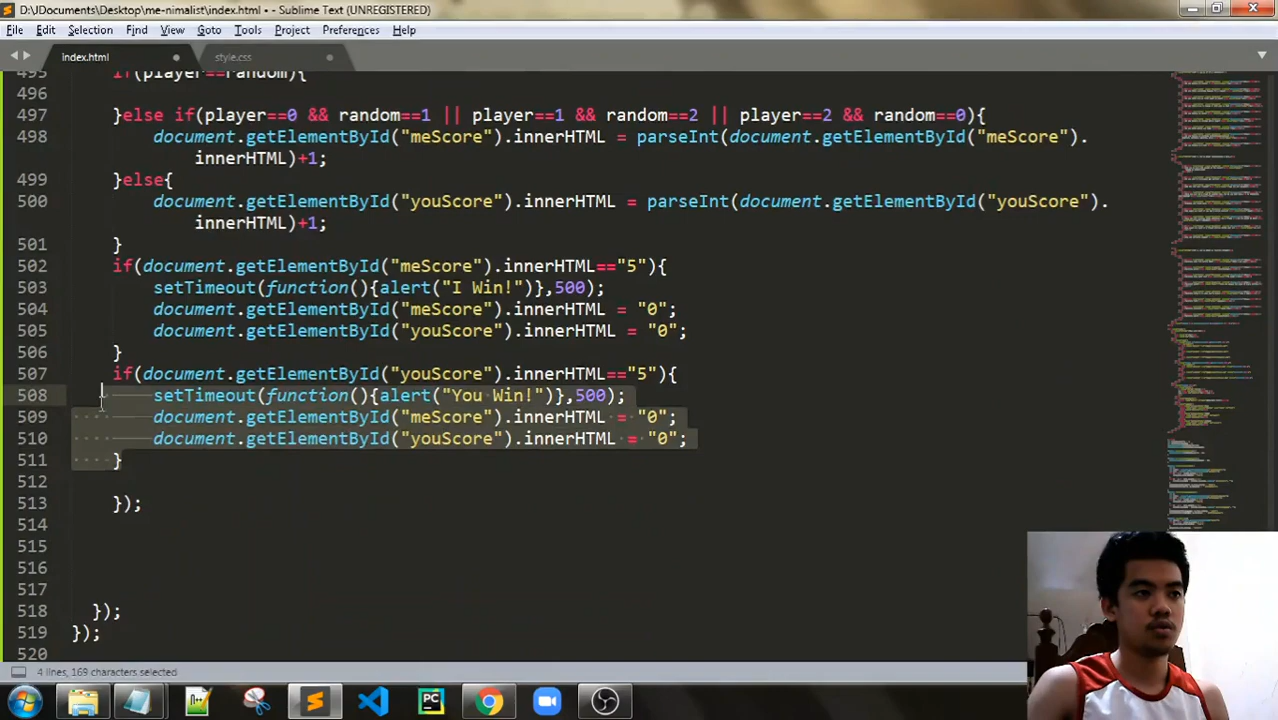 D:\Documents\Desktop\me-nimalist\index.html • - Sublime Text (UNREGISTERED)
File Edit Selection Find View Goto Tools Project Preferences Help
index.html style.css
495 if(player==random){
496
497 }else if(player==0 && random==1 || player==1 && random==2 || player==2 && random==0){
498 document.getElementById("meScore").innerHTML = parseInt(document.getElementById("meScore").
innerHTML)+1;
499 }else{
500 document.getElementById("youScore").innerHTML = parseInt(document.getElementById("youScore").
innerHTML)+1;
501 }
502 if(document.getElementById("meScore").innerHTML=="5"){
503 setTimeout(function(){alert("I Win!")},500);
504 document.getElementById("meScore").innerHTML = "0";
505 document.getElementById("youScore").innerHTML = "0";
506 }
507 if(document.getElementById("youScore").innerHTML=="5"){
508 setTimeout(function(){alert("You Win!")},500);
509 document.getElementById("meScore").innerHTML = "0";
510 document.getElementById("youScore").innerHTML = "0";
511 }
512
513 });
514
515
516
517
518 });
519 });
520
4 lines, 169 characters selected